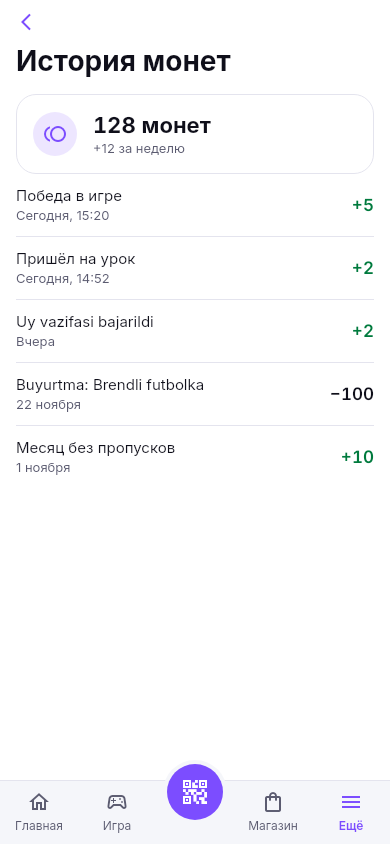 История монет
128 монет
+12 за неделю
Победа в игре
Сегодня, 15:20
+5
Пришёл на урок
Сегодня, 14:52
+2
Uy vazifasi bajarildi
Вчера
+2
Buyurtma: Brendli futbolka
22 ноября
−100
Месяц без пропусков
1 ноября
+10
Главная
Игра
Магазин
Ещё